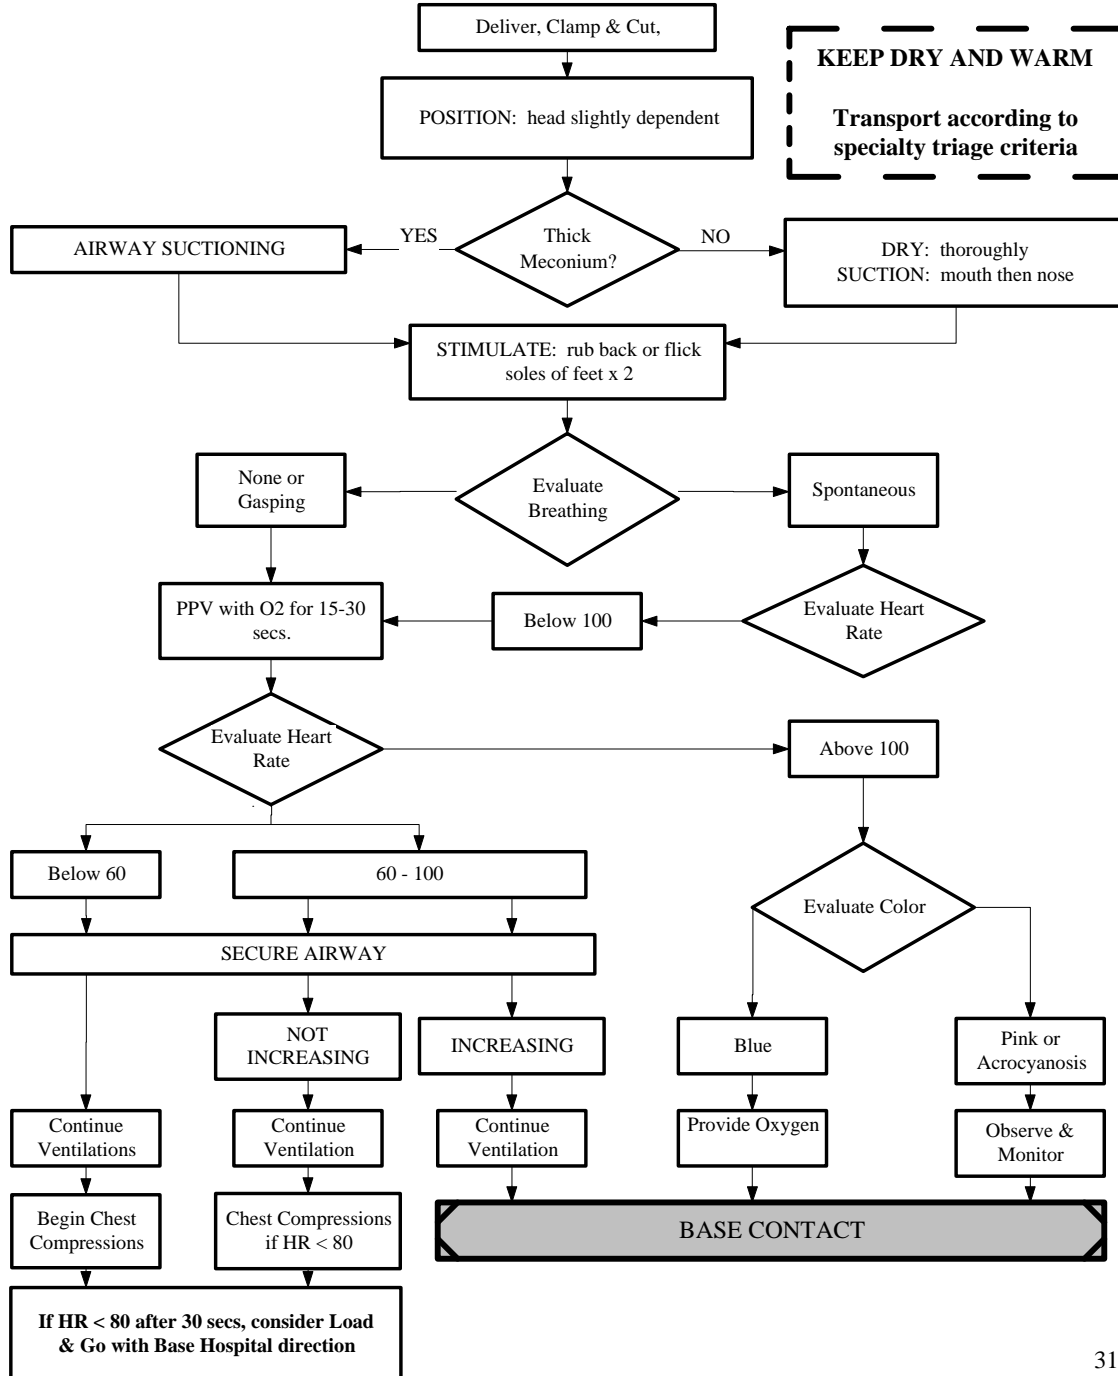 Deliver, Clamp & Cut,
KEEP DRY AND WARM
Transport according to
specialty triage criteria
POSITION: head slightly dependent
Thick
Meconium?
YES
NO
AIRWAY SUCTIONING
DRY: thoroughly
SUCTION: mouth then nose
STIMULATE: rub back or flick
soles of feet x 2
Evaluate
Breathing
None or
Gasping
Spontaneous
PPV with O2 for 15-30
secs.
Below 100
Evaluate Heart
Rate
Evaluate Heart
Rate
Above 100
Below 60
60 - 100
Evaluate Color
SECURE AIRWAY
NOT
INCREASING
INCREASING
Blue
Pink or
Acrocyanosis
Continue
Ventilations
Continue
Ventilation
Continue
Ventilation
Provide Oxygen
Observe &
Monitor
Begin Chest
Compressions
Chest Compressions
if HR < 80
BASE CONTACT
If HR < 80 after 30 secs, consider Load
& Go with Base Hospital direction
31